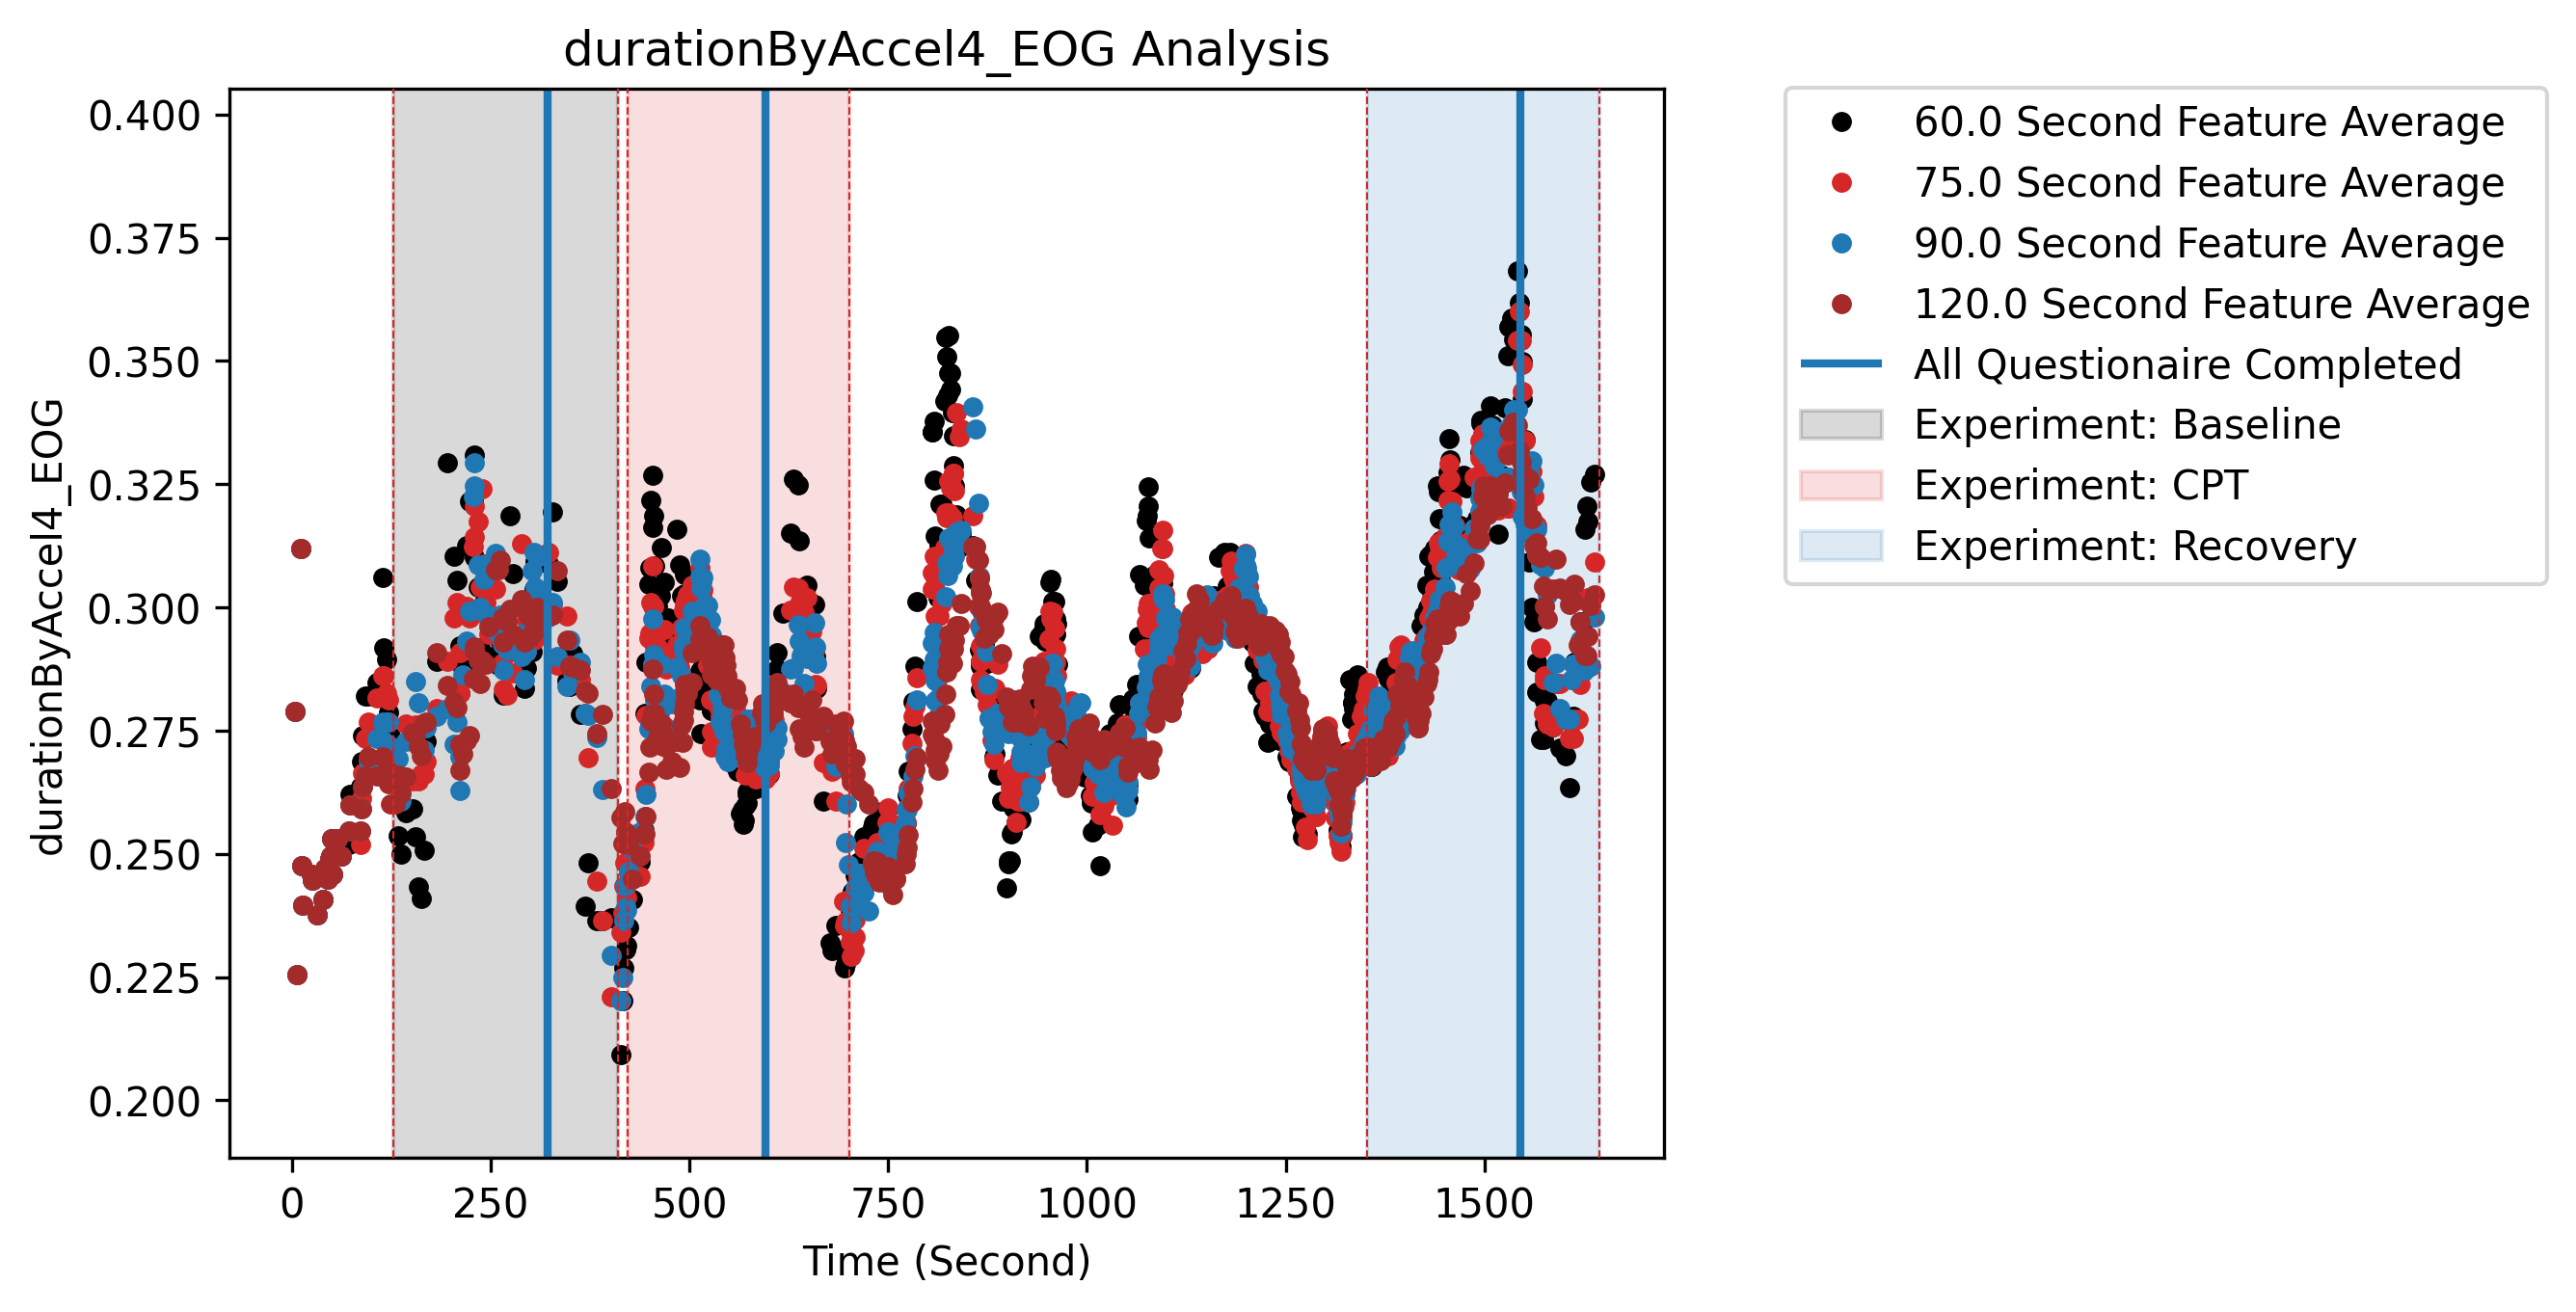 durationByAccel4_EOG Analysis
0.400
0.375
0.350
0.325
0.300
0.275
0.250
0.225
0.200
durationByAccel4_EOG
0 250 500 750 1000 1250 1500
Time (Second)
60.0 Second Feature Average
75.0 Second Feature Average
90.0 Second Feature Average
120.0 Second Feature Average
All Questionaire Completed
Experiment: Baseline
Experiment: CPT
Experiment: Recovery